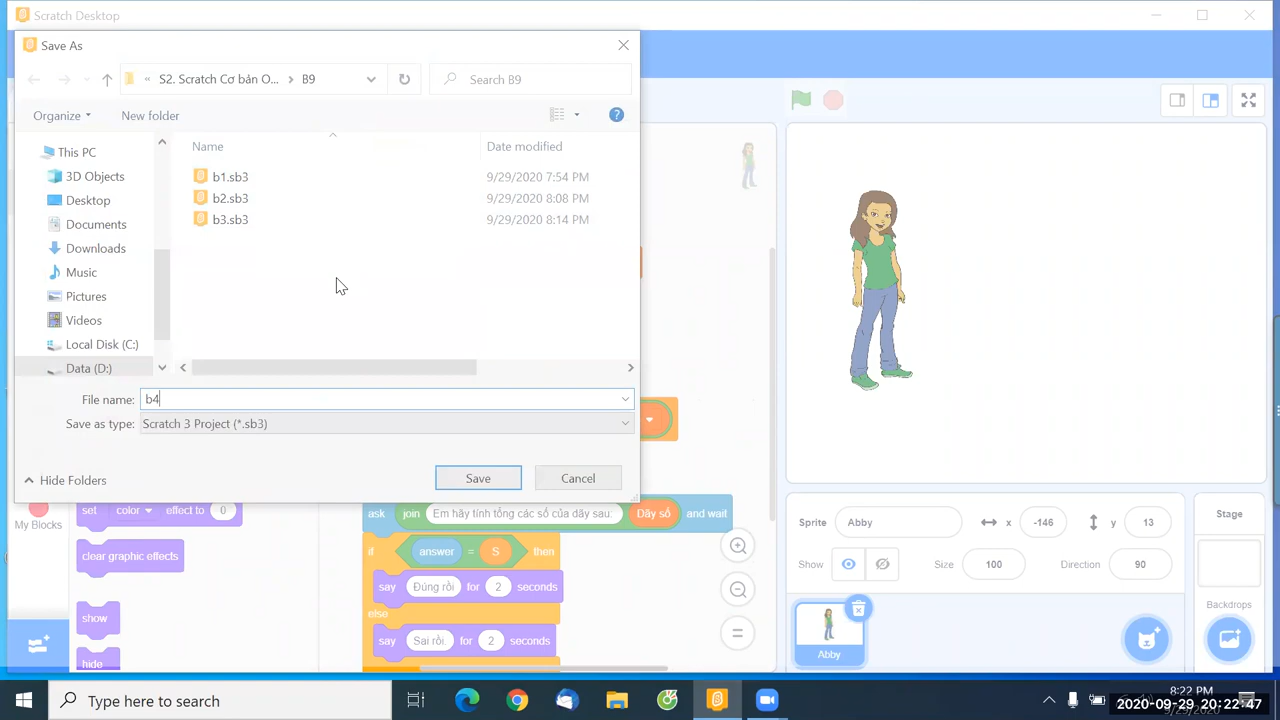 Scratch Desktop
Save As
« S2. Scratch Cơ bản O... > B9
Search B9
Organize
New folder
Name
Date modified
This PC
3D Objects
Desktop
Documents
Downloads
Music
Pictures
Videos
Local Disk (C:)
Data (D:)
b1.sb3 9/29/2020 7:54 PM
b2.sb3 9/29/2020 8:08 PM
b3.sb3 9/29/2020 8:14 PM
File name: b4
Save as type: Scratch 3 Project (*.sb3)
Hide Folders
Save
Cancel
My Blocks
set color effect to 0
clear graphic effects
show
hide
ask join Em hãy tính tổng các số của dãy sau: Dãy số and wait
if answer = S then
say Đúng rồi for 2 seconds
else
say Sai rồi. for 2 seconds
Sprite Abby x -146 y 13
Show Size 100 Direction 90
Abby
Stage
Backdrops
Type here to search
8:22 PM
2020-09-29 20:22:47